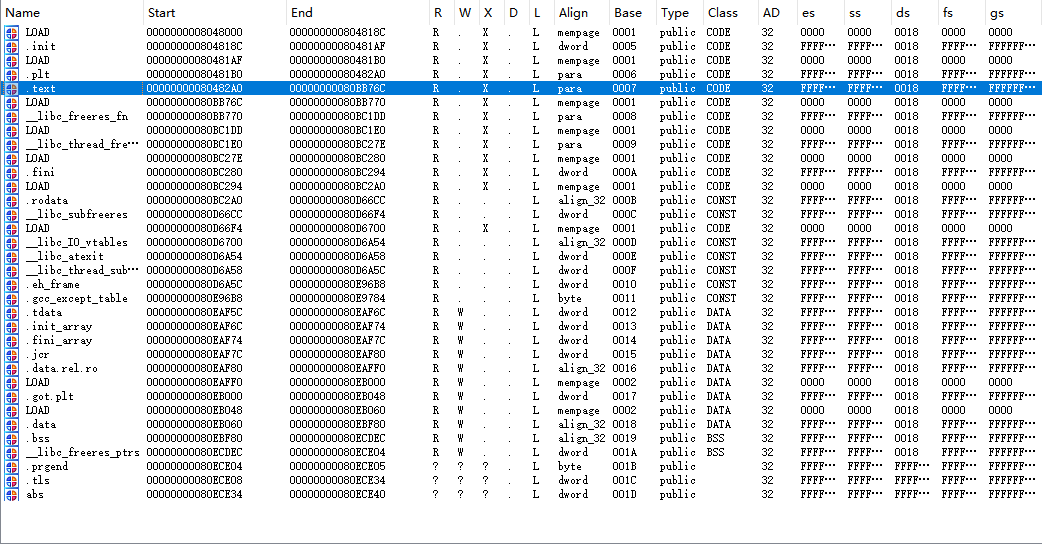 Name Start End R W X D L Align Base Type Class AD es ss ds fs gs
LOAD 0000000008048000 000000000804818C R . X . L mempage 0001 public CODE 32 0000 0000 0018 0000 0000
.init 000000000804818C 00000000080481AF R . X . L dword 0005 public CODE 32 FFFF… FFFF… 0018 FFFF… FFFFFF…
LOAD 00000000080481AF 00000000080481B0 R . X . L mempage 0001 public CODE 32 0000 0000 0018 0000 0000
.plt 00000000080481B0 00000000080482A0 R . X . L para 0006 public CODE 32 FFFF… FFFF… 0018 FFFF… FFFFFF…
.text 00000000080482A0 00000000080BB76C R . X . L para 0007 public CODE 32 FFFF… FFFF… 0018 FFFF… FFFFFF…
LOAD 00000000080BB76C 00000000080BB770 R . X . L mempage 0001 public CODE 32 0000 0000 0018 0000 0000
__libc_freeres_fn 00000000080BB770 00000000080BC1DD R . X . L para 0008 public CODE 32 FFFF… FFFF… 0018 FFFF… FFFFFF…
LOAD 00000000080BC1DD 00000000080BC1E0 R . X . L mempage 0001 public CODE 32 0000 0000 0018 0000 0000
__libc_thread_fre… 00000000080BC1E0 00000000080BC27E R . X . L para 0009 public CODE 32 FFFF… FFFF… 0018 FFFF… FFFFFF…
LOAD 00000000080BC27E 00000000080BC280 R . X . L mempage 0001 public CODE 32 0000 0000 0018 0000 0000
.fini 00000000080BC280 00000000080BC294 R . X . L dword 000A public CODE 32 FFFF… FFFF… 0018 FFFF… FFFFFF…
LOAD 00000000080BC294 00000000080BC2A0 R . X . L mempage 0001 public CODE 32 0000 0000 0018 0000 0000
.rodata 00000000080BC2A0 00000000080D66CC R . . . L align_32 000B public CONST 32 FFFF… FFFF… 0018 FFFF… FFFFFF…
__libc_subfreeres 00000000080D66CC 00000000080D66F4 R . . . L dword 000C public CONST 32 FFFF… FFFF… 0018 FFFF… FFFFFF…
LOAD 00000000080D66F4 00000000080D6700 R . X . L mempage 0001 public CODE 32 0000 0000 0018 0000 0000
__libc_IO_vtables 00000000080D6700 00000000080D6A54 R . . . L align_32 000D public CONST 32 FFFF… FFFF… 0018 FFFF… FFFFFF…
__libc_atexit 00000000080D6A54 00000000080D6A58 R . . . L dword 000E public CONST 32 FFFF… FFFF… 0018 FFFF… FFFFFF…
__libc_thread_sub… 00000000080D6A58 00000000080D6A5C R . . . L dword 000F public CONST 32 FFFF… FFFF… 0018 FFFF… FFFFFF…
.eh_frame 00000000080D6A5C 00000000080E96B8 R . . . L dword 0010 public CONST 32 FFFF… FFFF… 0018 FFFF… FFFFFF…
.gcc_except_table 00000000080E96B8 00000000080E9784 R . . . L byte 0011 public CONST 32 FFFF… FFFF… 0018 FFFF… FFFFFF…
.tdata 00000000080EAF5C 00000000080EAF6C R W . . L dword 0012 public DATA 32 FFFF… FFFF… 0018 FFFF… FFFFFF…
.init_array 00000000080EAF6C 00000000080EAF74 R W . . L dword 0013 public DATA 32 FFFF… FFFF… 0018 FFFF… FFFFFF…
.fini_array 00000000080EAF74 00000000080EAF7C R W . . L dword 0014 public DATA 32 FFFF… FFFF… 0018 FFFF… FFFFFF…
.jcr 00000000080EAF7C 00000000080EAF80 R W . . L dword 0015 public DATA 32 FFFF… FFFF… 0018 FFFF… FFFFFF…
.data.rel.ro 00000000080EAF80 00000000080EAFF0 R W . . L align_32 0016 public DATA 32 FFFF… FFFF… 0018 FFFF… FFFFFF…
LOAD 00000000080EAFF0 00000000080EB000 R W . . L mempage 0002 public DATA 32 0000 0000 0018 0000 0000
.got.plt 00000000080EB000 00000000080EB048 R W . . L dword 0017 public DATA 32 FFFF… FFFF… 0018 FFFF… FFFFFF…
LOAD 00000000080EB048 00000000080EB060 R W . . L mempage 0002 public DATA 32 0000 0000 0018 0000 0000
.data 00000000080EB060 00000000080EBF80 R W . . L align_32 0018 public DATA 32 FFFF… FFFF… 0018 FFFF… FFFFFF…
.bss 00000000080EBF80 00000000080ECDEC R W . . L align_32 0019 public BSS 32 FFFF… FFFF… 0018 FFFF… FFFFFF…
__libc_freeres_ptrs 00000000080ECDEC 00000000080ECE04 R W . . L dword 001A public BSS 32 FFFF… FFFF… 0018 FFFF… FFFFFF…
.prgend 00000000080ECE04 00000000080ECE05 ? ? ? . L byte 001B public 32 FFFF… FFFF… FFFF… FFFF… FFFFFF…
.tls 00000000080ECE08 00000000080ECE34 ? ? ? . L dword 001C public 32 FFFF… FFFF… FFFF… FFFF… FFFFFF…
abs 00000000080ECE34 00000000080ECE40 ? ? ? . L dword 001D public 32 FFFF… FFFF… FFFF… FFFF… FFFFFF…